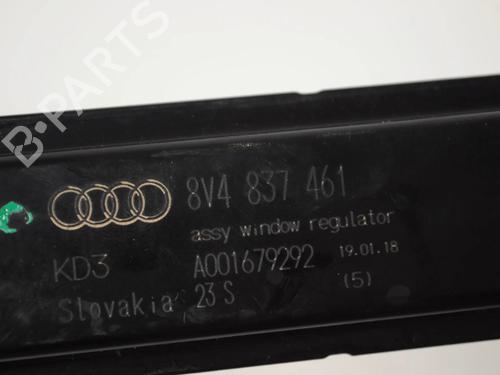 B-PARTS
8V4 837 461
assy window regulator
KD3 A001679292 19.01.18
Slovakia 23 S (5)